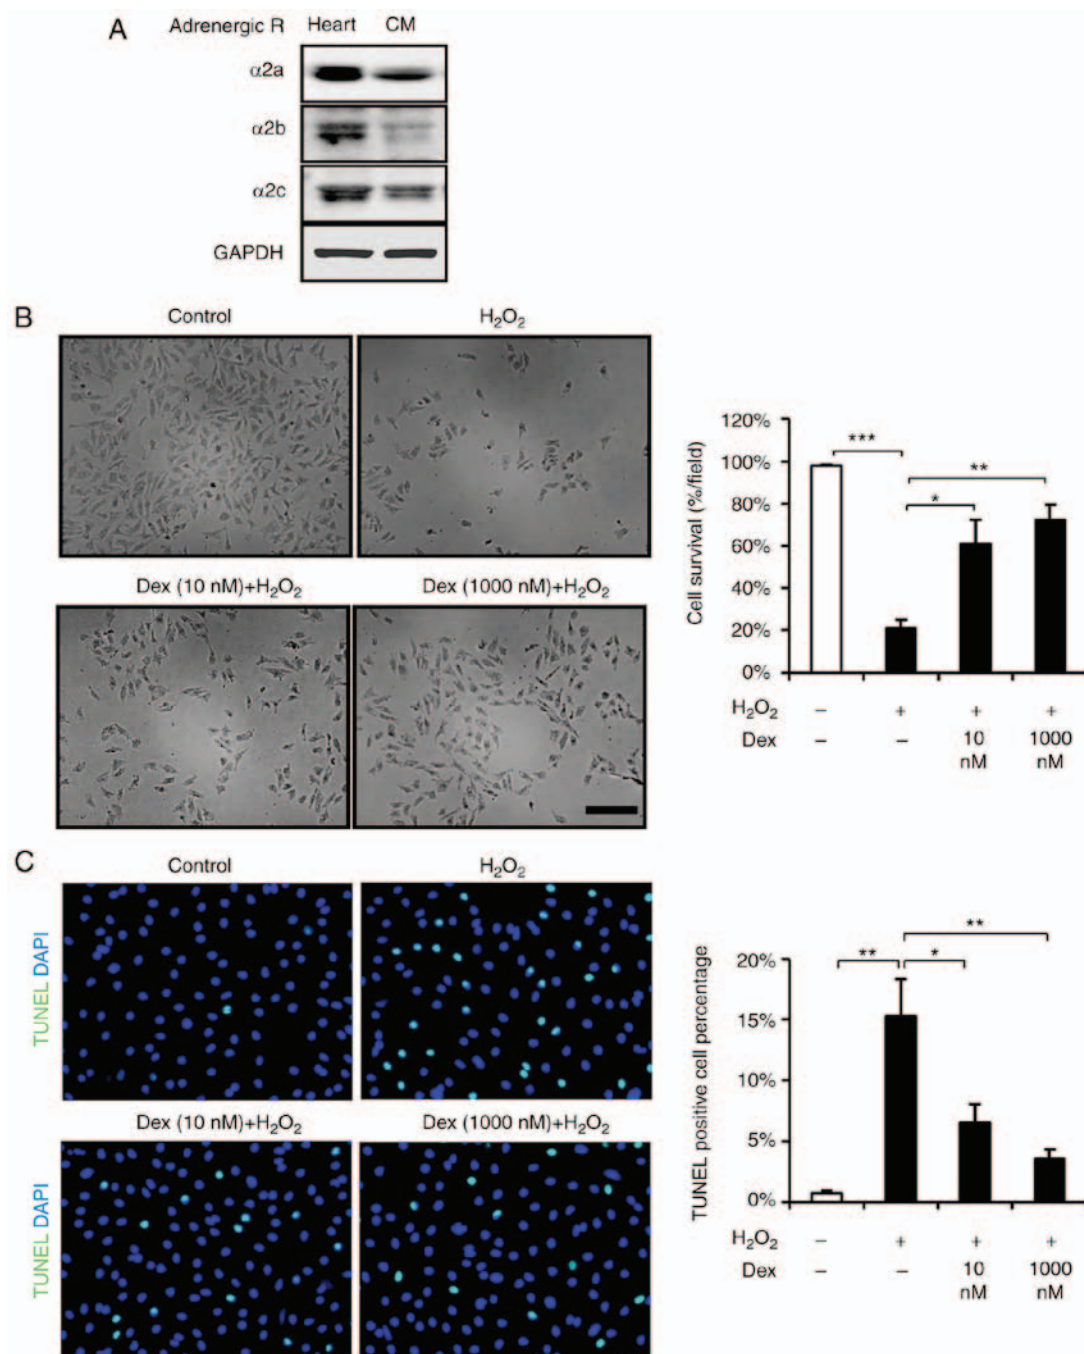 A
Adrenergic R Heart CM
α2a
α2b
α2c
GAPDH
B
Control
H₂O₂
Dex (10 nM)+H₂O₂
Dex (1000 nM)+H₂O₂
Cell survival (%/field)
120%
100%
80%
60%
40%
20%
0%
***
**
*
H₂O₂ – + + +
Dex – – 10 nM 1000 nM
C
Control
H₂O₂
TUNEL DAPI
Dex (10 nM)+H₂O₂
Dex (1000 nM)+H₂O₂
TUNEL DAPI
TUNEL positive cell percentage
20%
15%
10%
5%
0%
**
**
*
H₂O₂ – + + +
Dex – – 10 nM 1000 nM